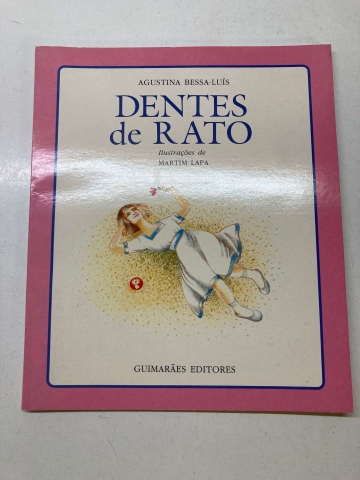 AGUSTINA BESSA-LUÍS
DENTES
de RATO
Ilustrações de
MARTIM LAPA
GUIMARÃES EDITORES